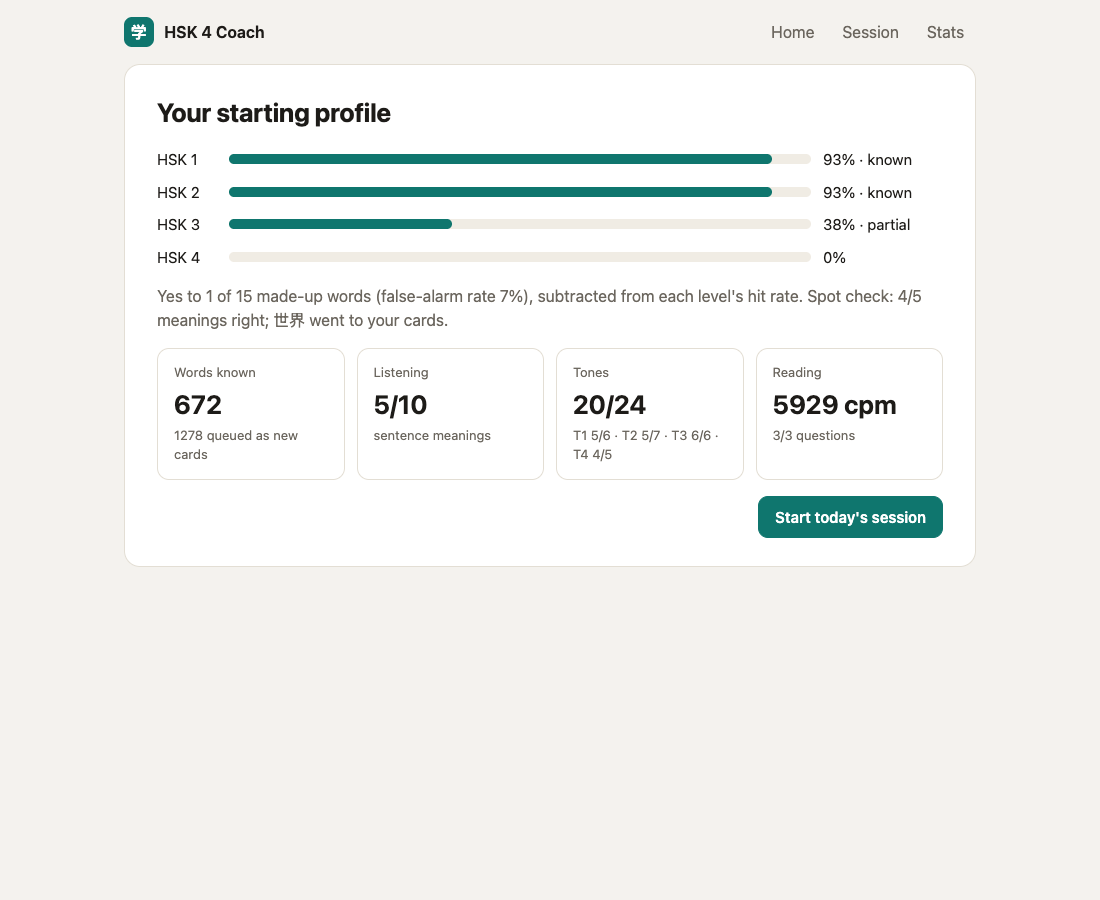 学 HSK 4 Coach
Home Session Stats
Your starting profile
HSK 1 93% · known
HSK 2 93% · known
HSK 3 38% · partial
HSK 4 0%
Yes to 1 of 15 made-up words (false-alarm rate 7%), subtracted from each level's hit rate. Spot check: 4/5
meanings right; 世界 went to your cards.
Words known
672
1278 queued as new
cards
Listening
5/10
sentence meanings
Tones
20/24
T1 5/6 · T2 5/7 · T3 6/6 ·
T4 4/5
Reading
5929 cpm
3/3 questions
Start today's session